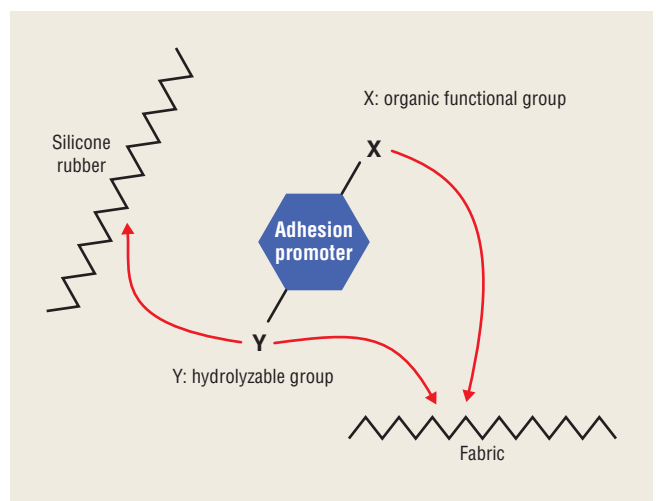 X: organic functional group
Silicone
rubber
X
Adhesion
promoter
Y
Y: hydrolyzable group
Fabric